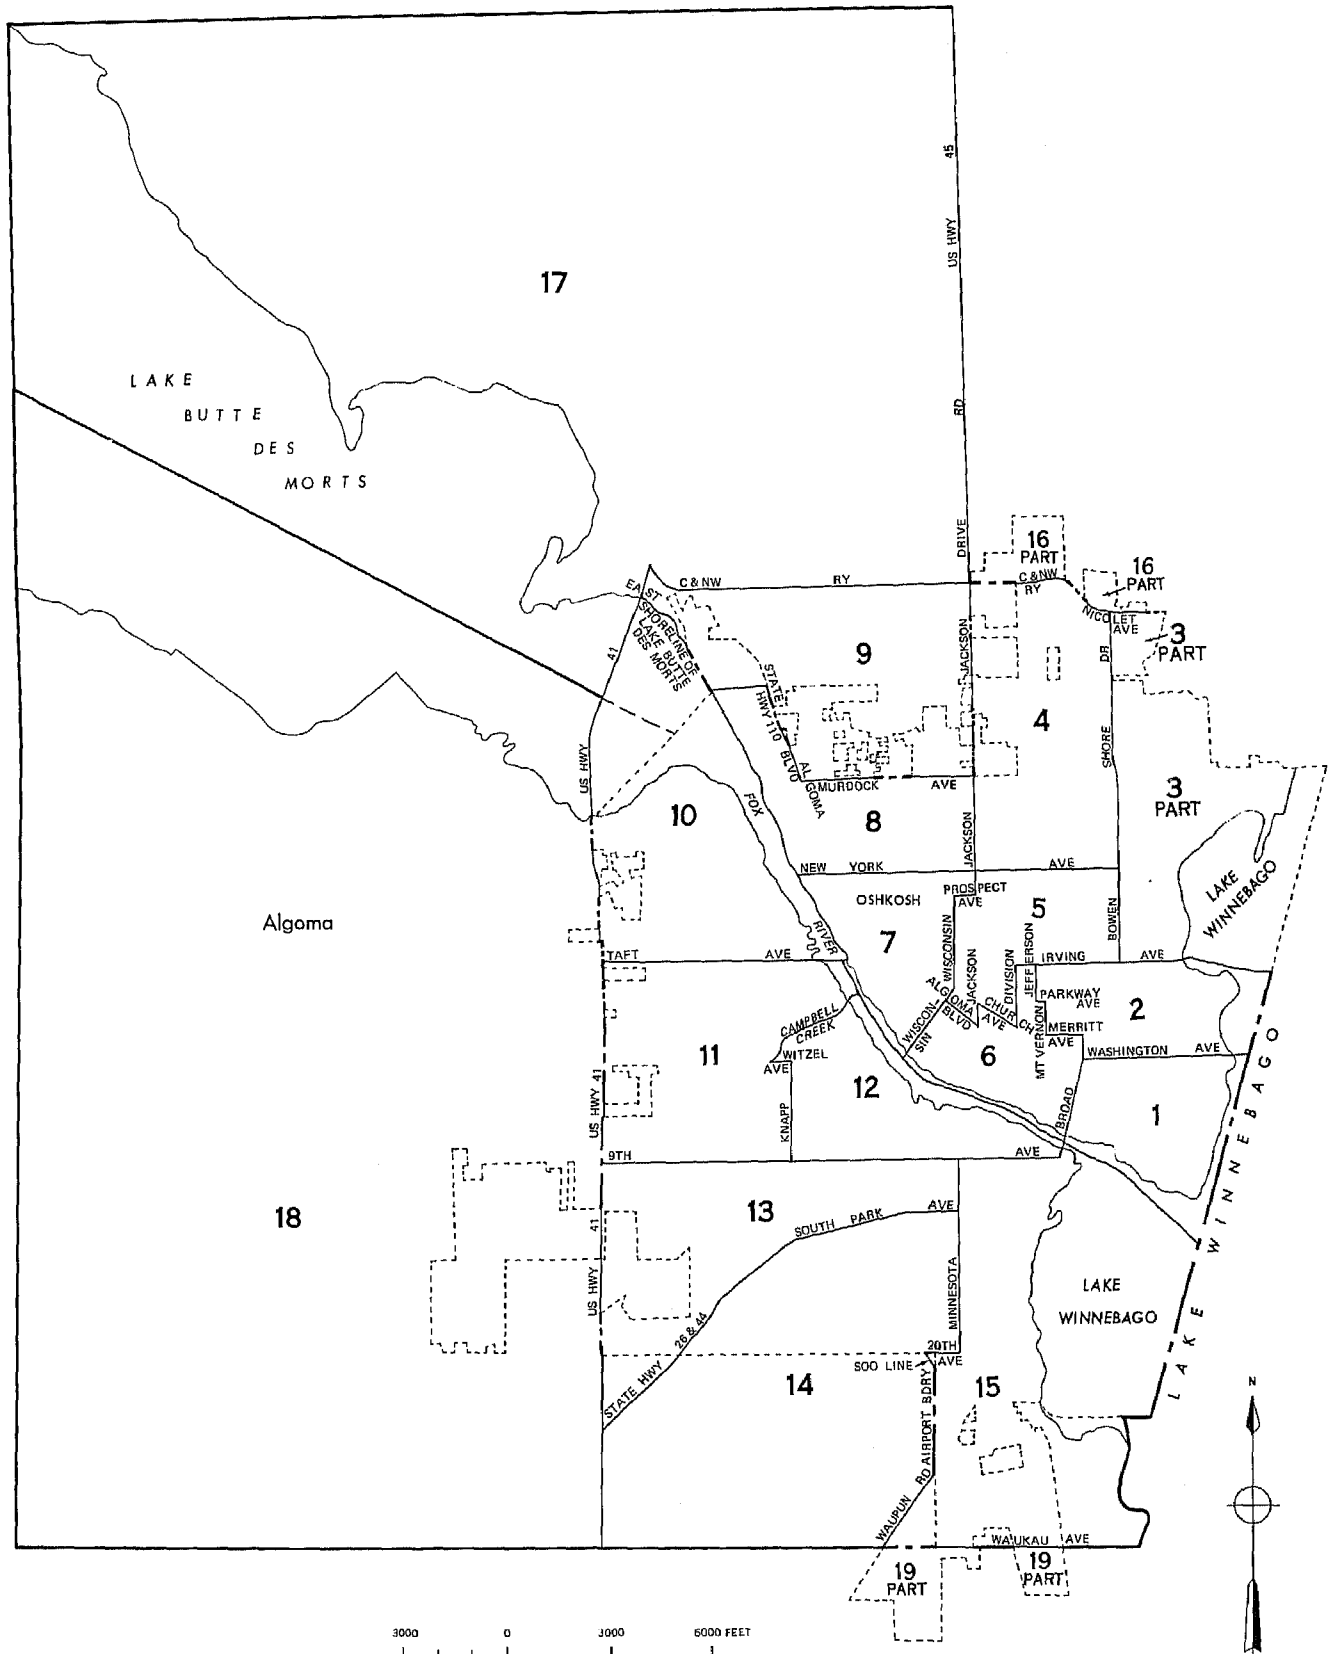 45
US HWY
17
LAKE
BUTTE
DES
MORTS
RD
DRIVE
16
PART
C & NW
RY
C & NW
RY
16
PART
NICOLET
AVE
3
PART
EAST
SHORELINE OF
LAKE BUTTE
DES MORTS
41
9
JACKSON
DR
STATE
HWY 110
4
US HWY
SHORE
BLVD
ALGOMA
MURDOCK
AVE
3
PART
10
FOX
8
JACKSON
NEW YORK
AVE
LAKE
WINNEBAGO
PROSPECT
AVE
OSHKOSH
5
Algoma
BOWEN
RIVER
7
WISCONSIN
JEFFERSON
TAFT
AVE
IRVING
AVE
JACKSON
DIVISION
ALGOMA
BLVD
CHURCH
AVE
PARKWAY
AVE
2
CAMPBELL
CREEK
WISCONSIN
MERRITT
AVE
11
WITZEL
AVE
6
MT VERNON
WASHINGTON
AVE
12
US HWY 41
KNAPP
BROAD
1
9TH
AVE
18
41
13
SOUTH PARK
AVE
US HWY
MINNESOTA
LAKE
WINNEBAGO
LAKE WINNEBAGO
26 & 44
STATE HWY
20TH
AVE
SOO LINE
14
15
AIRPORT BDRY
N
WAUPUN RD
WAUKAU AVE
19
PART
19
PART
3000
0
3000
6000 FEET